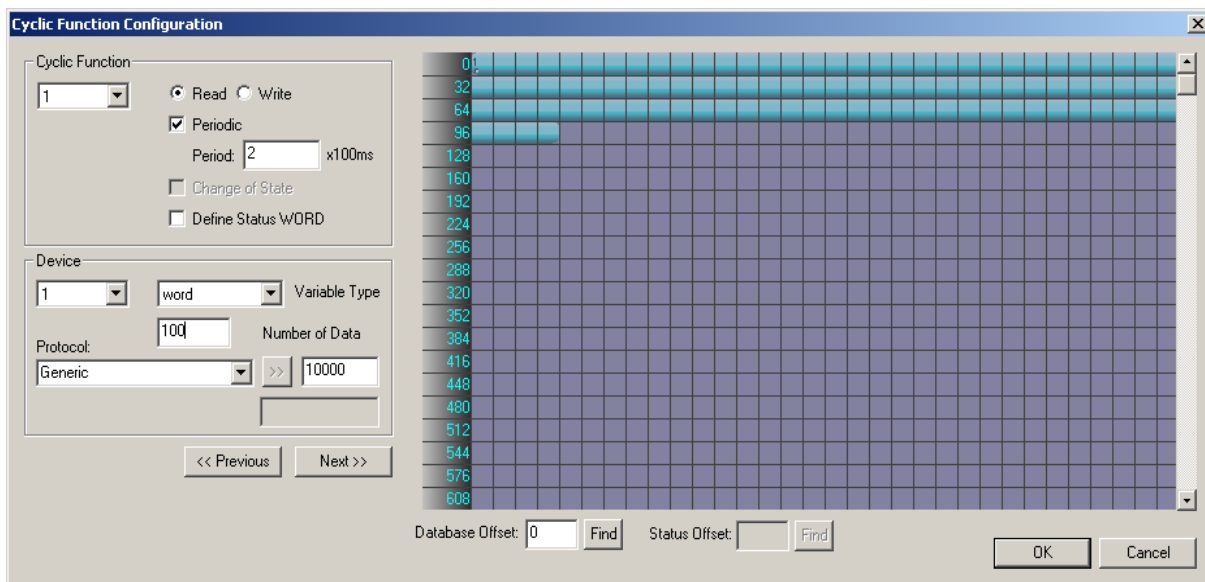 Cyclic Function Configuration
Cyclic Function
1
Read Write
Periodic
Period: 2 x100ms
Change of State
Define Status WORD
Device
1 word Variable Type
100 Number of Data
Protocol:
Generic >> 10000
<< Previous Next >>
0 1
32
64
96
128
160
192
224
256
288
320
352
384
416
448
480
512
544
576
608
Database Offset: 0 Find Status Offset: Find
OK Cancel